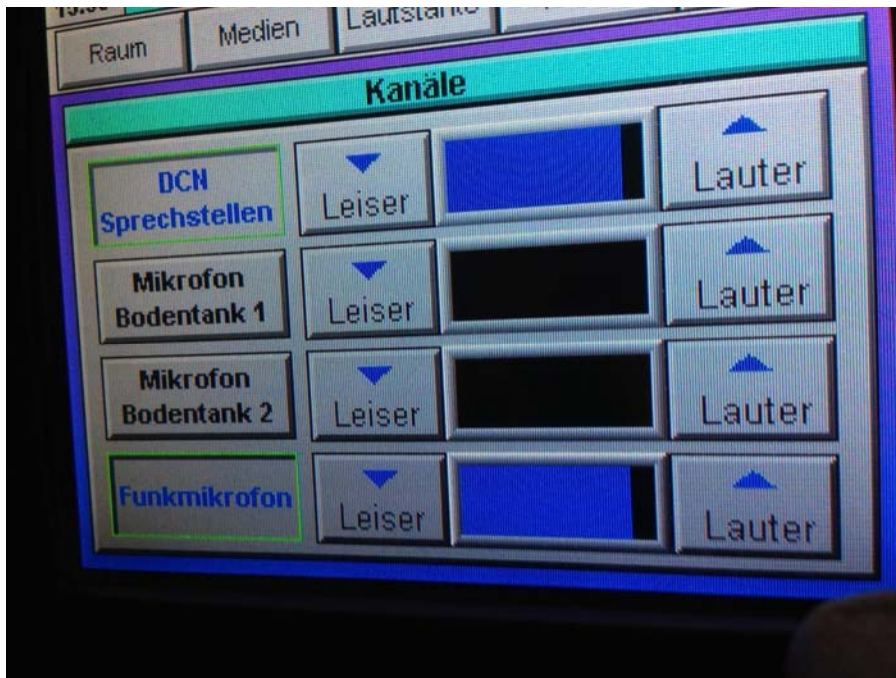 Raum
Medien
Lautstärke
Kanäle
DCN
Sprechstellen
Leiser
Lauter
Mikrofon
Bodentank 1
Leiser
Lauter
Mikrofon
Bodentank 2
Leiser
Lauter
Funkmikrofon
Leiser
Lauter